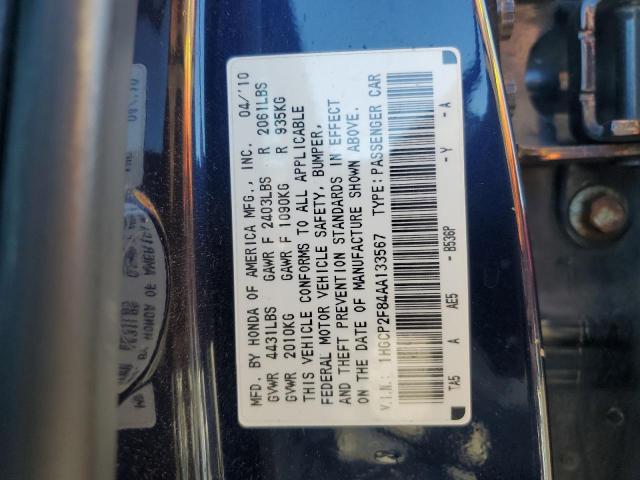 MFD. BY HONDA OF AMERICA MFG., INC. 04/'10
GVWR 4431LBS GAWR F 2403LBS R 2061LBS
GVWR 2010KG GAWR F 1090KG R 935KG
THIS VEHICLE CONFORMS TO ALL APPLICABLE
FEDERAL MOTOR VEHICLE SAFETY, BUMPER,
AND THEFT PREVENTION STANDARDS IN EFFECT
ON THE DATE OF MANUFACTURE SHOWN ABOVE.
V.I.N.: 1HGCP2F84AA133567 TYPE:PASSENGER CAR
TA5 A AE5 - B536P - Y - A